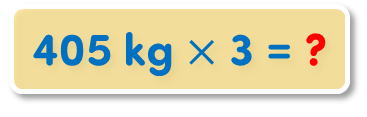 405 kg × 3 = ?